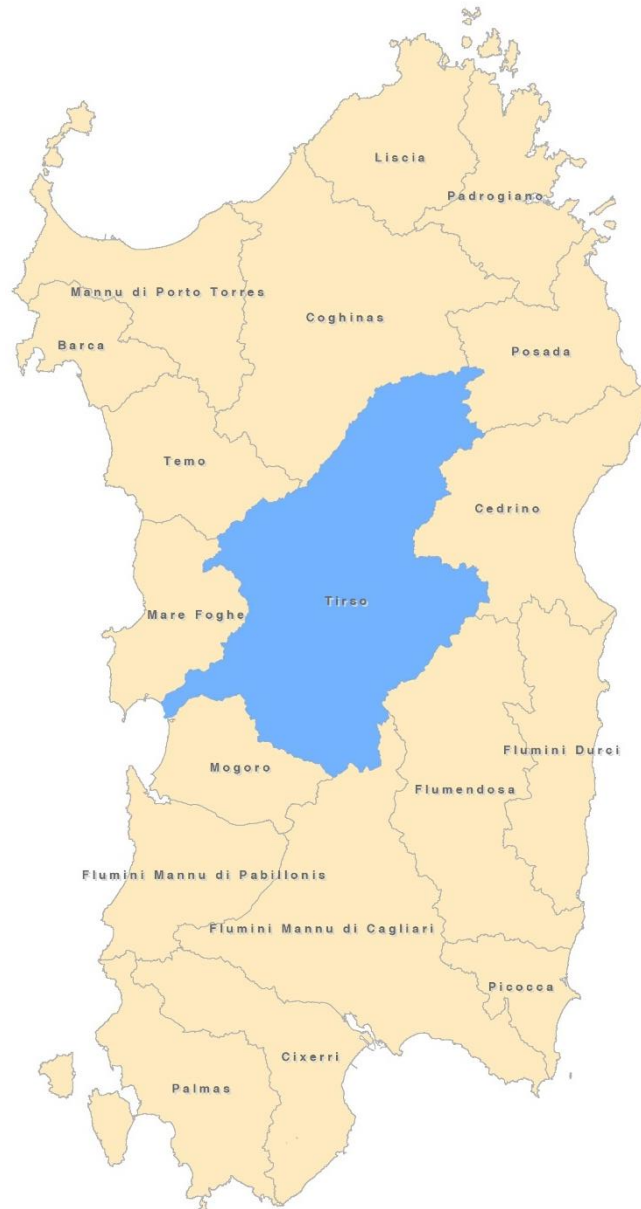 Liscia
Padrogiano
Mannu di Porto Torres
Coghinas
Barca
Posada
Temo
Cedrino
Tirso
Mare Foghe
Flumini Durci
Mogoro
Flumendosa
Flumini Mannu di Pabillonis
Flumini Mannu di Cagliari
Picocca
Cixerri
Palmas